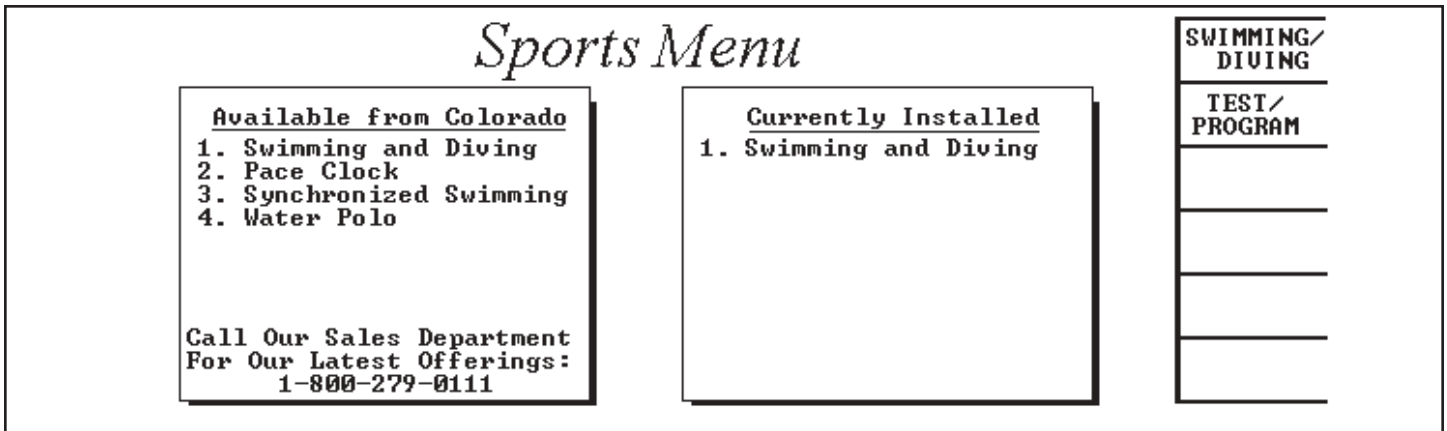 Sports Menu
Available from Colorado
1. Swimming and Diving
2. Pace Clock
3. Synchronized Swimming
4. Water Polo
Call Our Sales Department
For Our Latest Offerings:
1-800-279-0111
Currently Installed
1. Swimming and Diving
SWIMMING/
DIVING
TEST/
PROGRAM